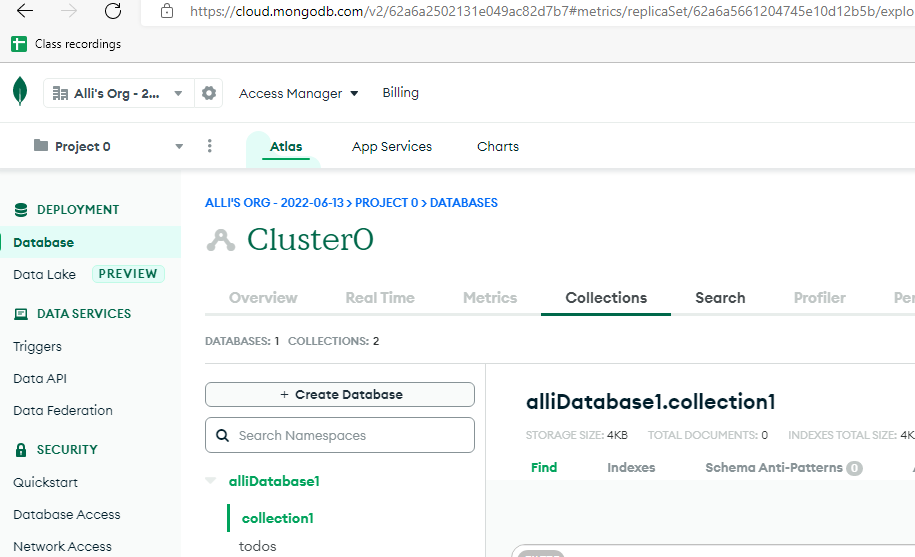 https://cloud.mongodb.com/v2/62a6a2502131e049ac82d7b7#metrics/replicaSet/62a6a5661204745e10d12b5b/explo
Class recordings
Alli's Org - 2... Access Manager Billing
Project 0 Atlas App Services Charts
ALLI'S ORG - 2022-06-13 > PROJECT 0 > DATABASES
Cluster0
Overview Real Time Metrics Collections Search Profiler Per
DATABASES: 1 COLLECTIONS: 2
DEPLOYMENT
Database
Data Lake PREVIEW
DATA SERVICES
Triggers
Data API
Data Federation
SECURITY
Quickstart
Database Access
Network Access
+ Create Database
Search Namespaces
alliDatabase1
collection1
todos
alliDatabase1.collection1
STORAGE SIZE: 4KB TOTAL DOCUMENTS: 0 INDEXES TOTAL SIZE: 4K
Find Indexes Schema Anti-Patterns 0